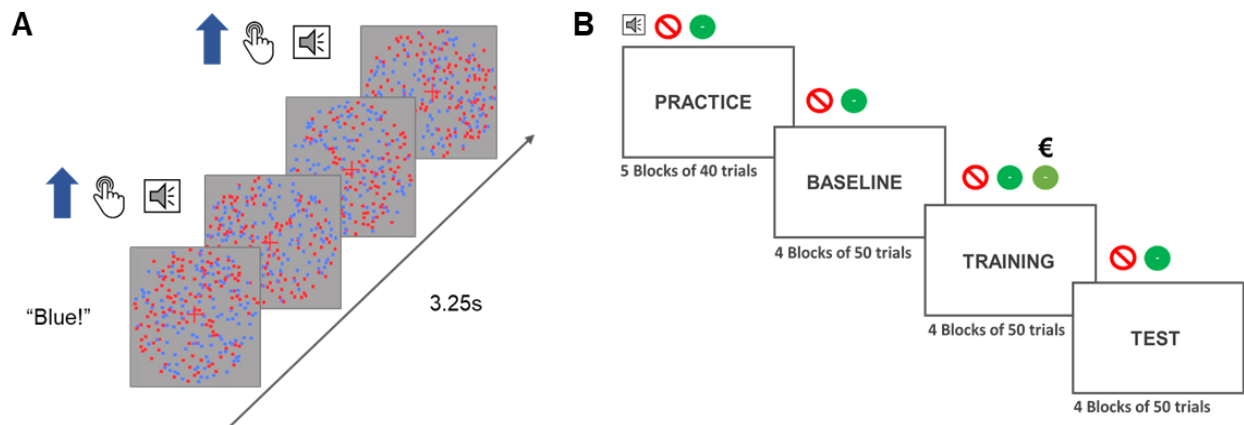 A
“Blue!”
3.25s
B
PRACTICE
5 Blocks of 40 trials
BASELINE
4 Blocks of 50 trials
€
TRAINING
4 Blocks of 50 trials
TEST
4 Blocks of 50 trials